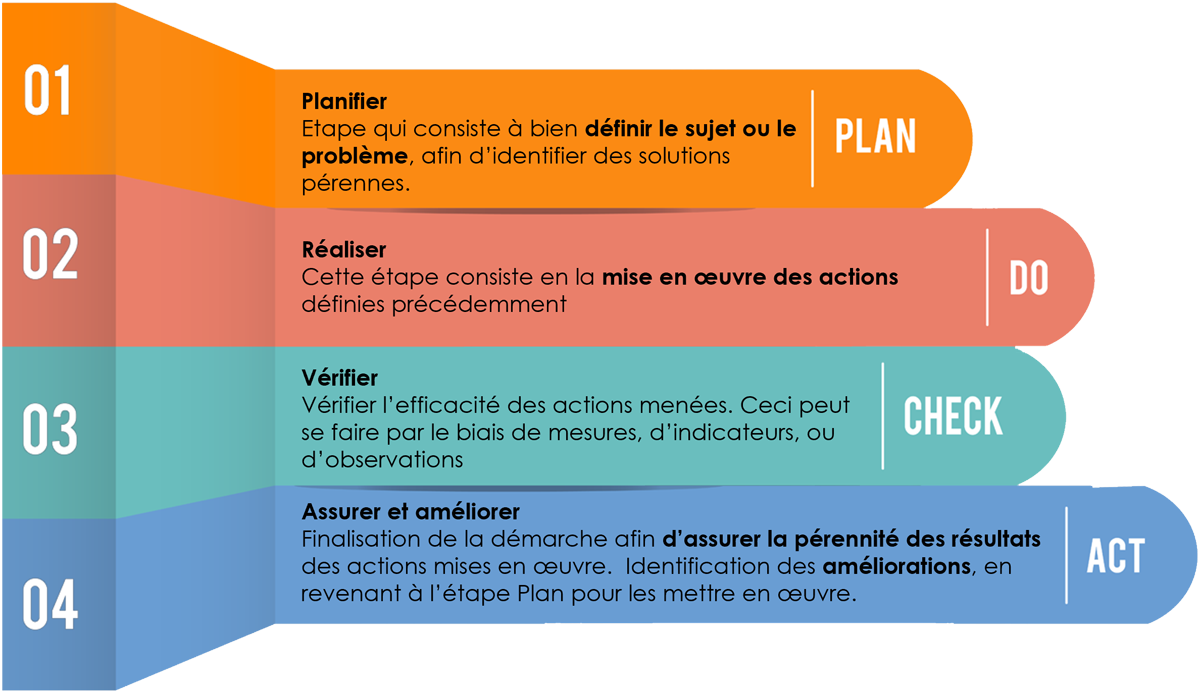 01
Planifier
Etape qui consiste à bien définir le sujet ou le
problème, afin d’identifier des solutions
pérennes.
PLAN
02
Réaliser
Cette étape consiste en la mise en œuvre des actions
définies précédemment
DO
03
Vérifier
Vérifier l’efficacité des actions menées. Ceci peut
se faire par le biais de mesures, d’indicateurs, ou
d’observations
CHECK
04
Assurer et améliorer
Finalisation de la démarche afin d’assurer la pérennité des résultats
des actions mises en œuvre.  Identification des améliorations, en
revenant à l’étape Plan pour les mettre en œuvre.
ACT